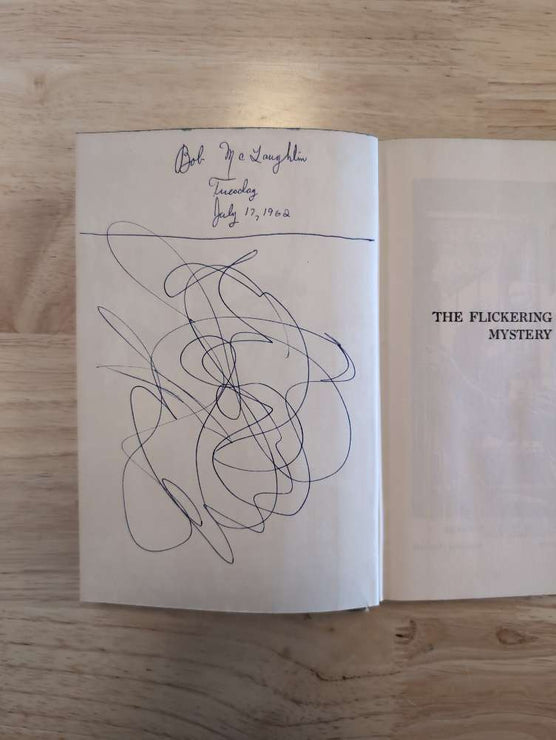 Bob McLaughlin
Tuesday
July 17, 1962
THE FLICKERING
MYSTERY